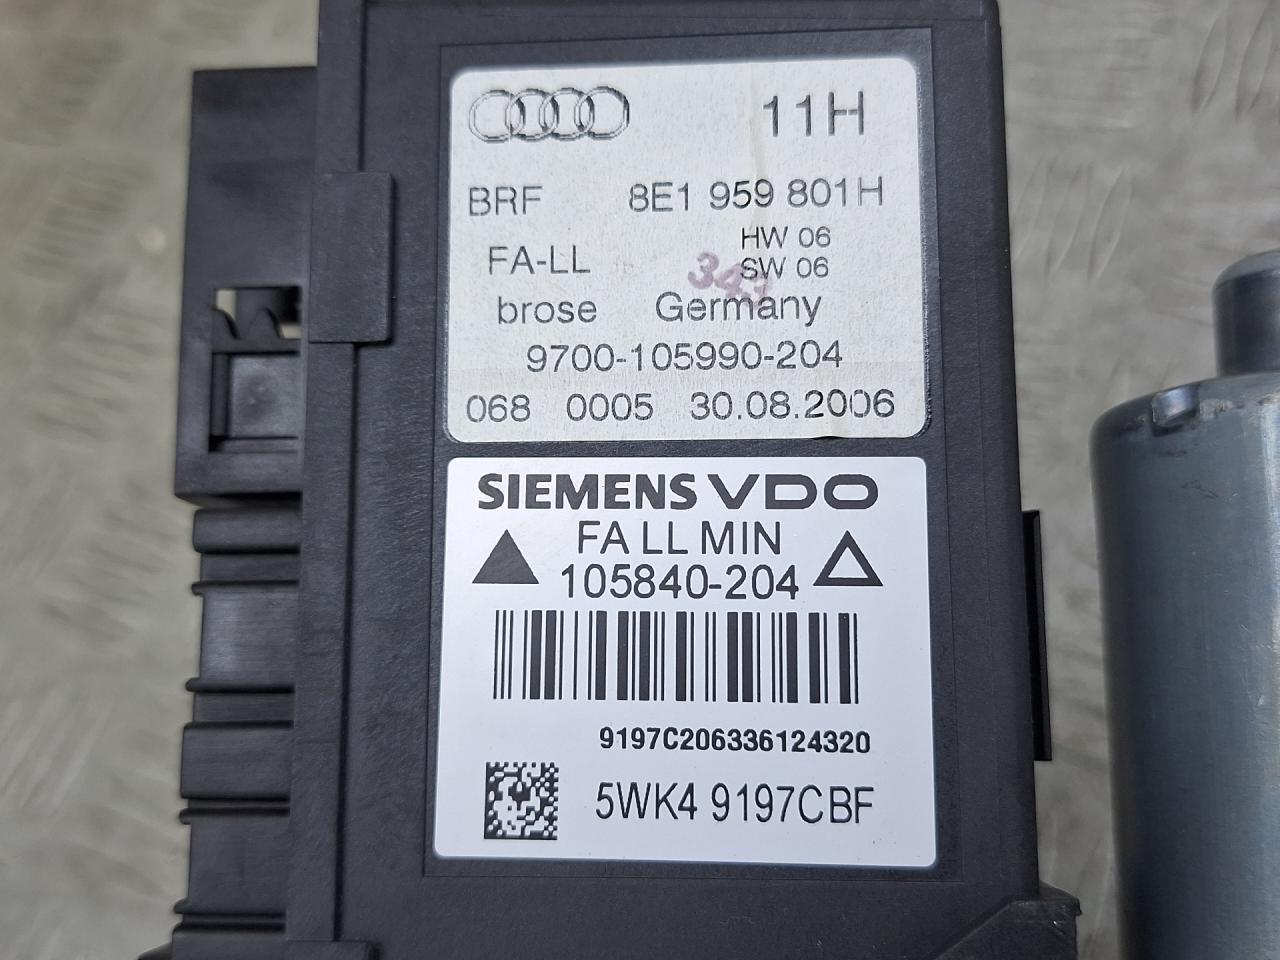 11H
BRF 8E1 959 801H
HW 06
FA-LL SW 06
343
brose Germany
9700-105990-204
068 0005 30.08.2006
SIEMENS VDO
FA LL MIN
105840-204
9197C206336124320
5WK4 9197CBF